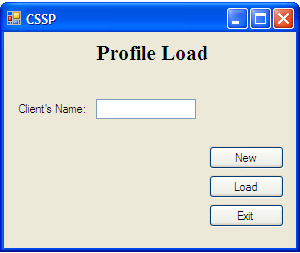 CSSP
Profile Load
Client's Name:
New
Load
Exit